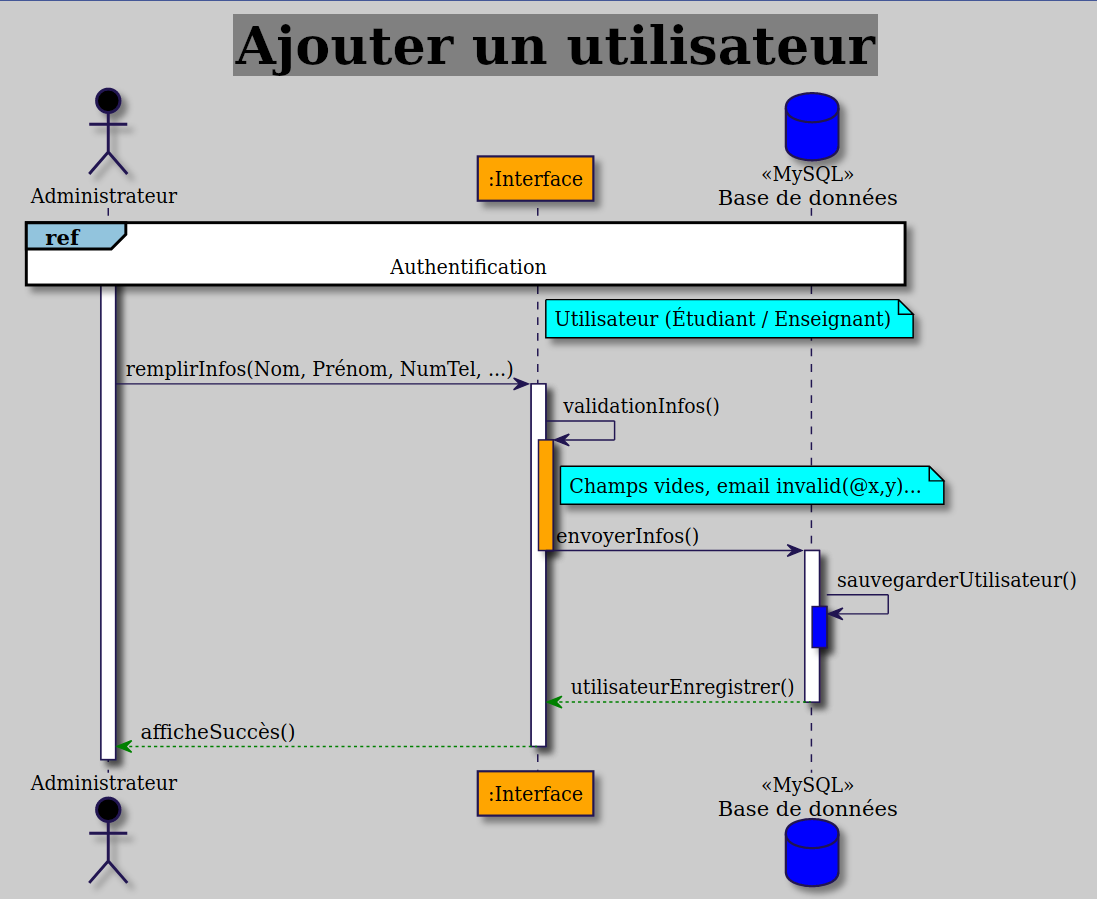 Ajouter un utilisateur
Administrateur
:Interface
«MySQL»
Base de données
ref
Authentification
Utilisateur (Étudiant / Enseignant)
remplirInfos(Nom, Prénom, NumTel, ...)
validationInfos()
Champs vides, email invalid(@x,y)...
envoyerInfos()
sauvegarderUtilisateur()
utilisateurEnregistrer()
afficheSuccès()
Administrateur
:Interface
«MySQL»
Base de données